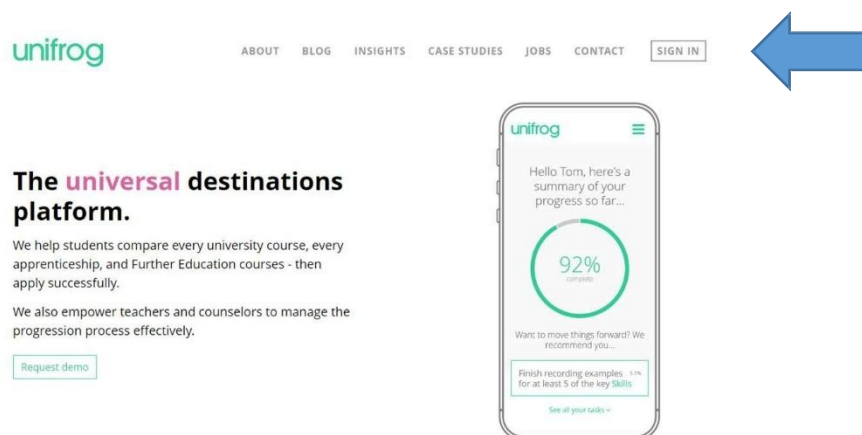 unifrog
ABOUT BLOG INSIGHTS CASE STUDIES JOBS CONTACT SIGN IN
The universal destinations
platform.
We help students compare every university course, every
apprenticeship, and Further Education courses - then
apply successfully.
We also empower teachers and counselors to manage the
progression process effectively.
Request demo
unifrog
Hello Tom, here's a
summary of your
progress so far...
92%
complete
Want to move things forward? We
recommend you...
Finish recording examples
for at least 5 of the key Skills
See all your tasks